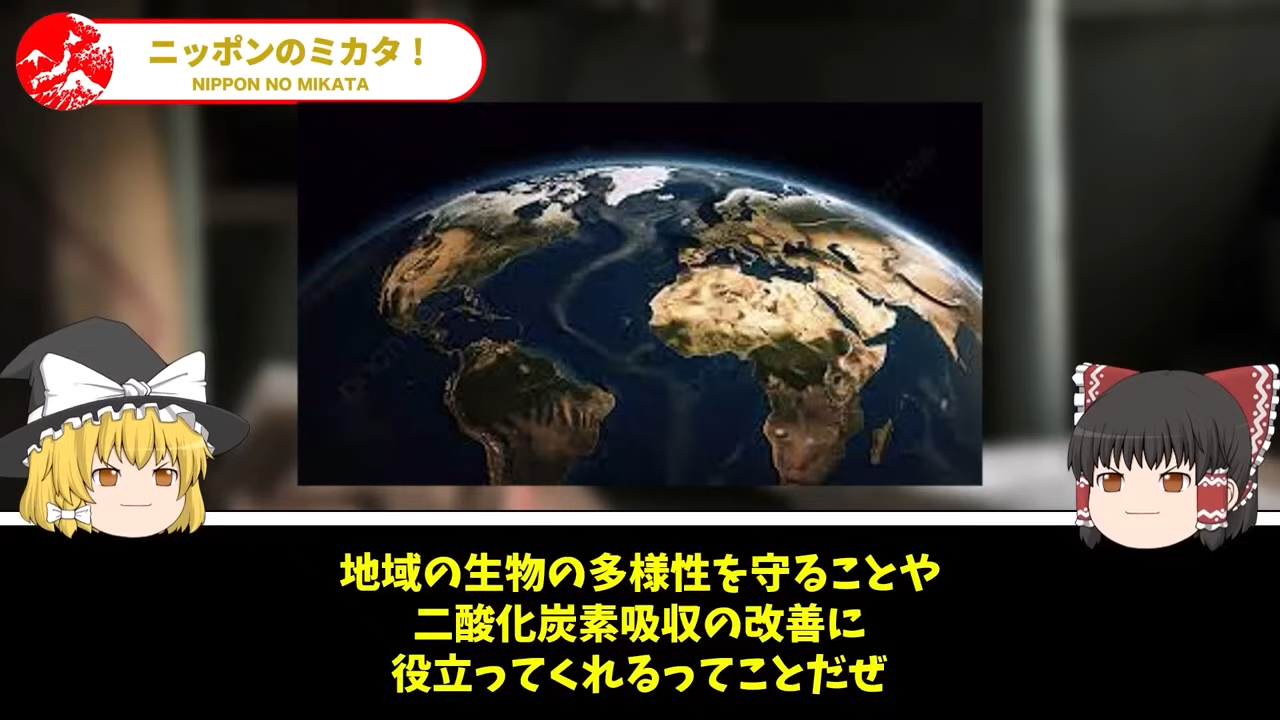 ニッポンのミカタ！
NIPPON NO MIKATA
地域の生物の多様性を守ることや
二酸化炭素吸収の改善に
役立ってくれるってことだぜ